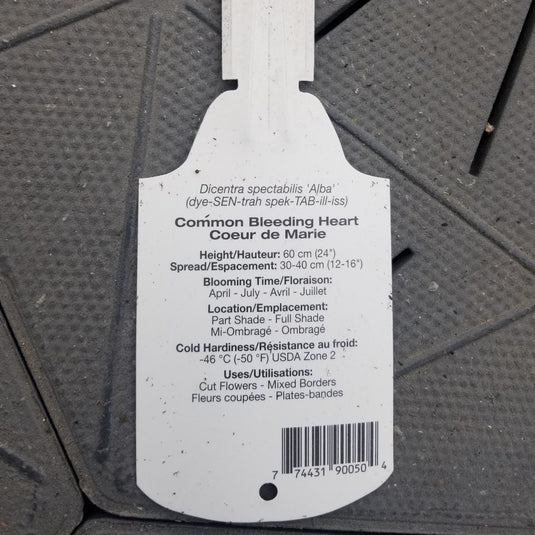 Dicentra spectabilis 'Alba'
(dye-SEN-trah spek-TAB-ill-iss)
Common Bleeding Heart
Coeur de Marie
Height/Hauteur: 60 cm (24")
Spread/Espacement: 30-40 cm (12-16")
Blooming Time/Floraison:
April - July - Avril - Juillet
Location/Emplacement:
Part Shade - Full Shade
Mi-Ombragé - Ombragé
Cold Hardiness/Résistance au froid:
-46 °C (-50 °F) USDA Zone 2
Uses/Utilisations:
Cut Flowers - Mixed Borders
Fleurs coupées - Plates-bandes
7 74431 90050 4